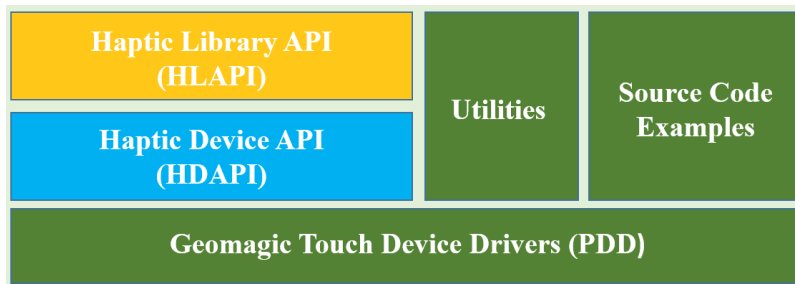 Haptic Library API
(HLAPI)
Haptic Device API
(HDAPI)
Utilities
Source Code
Examples
Geomagic Touch Device Drivers (PDD)